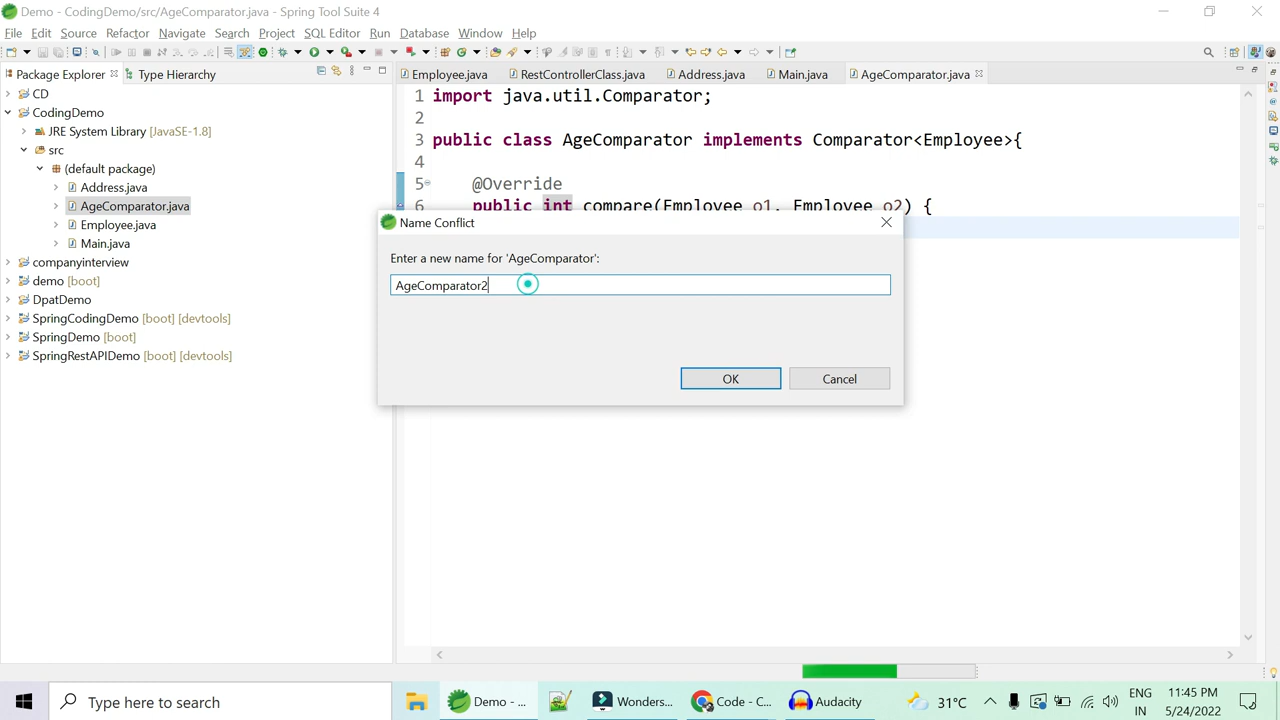 Demo - CodingDemo/src/AgeComparator.java - Spring Tool Suite 4
File Edit Source Refactor Navigate Search Project SQL Editor Run Database Window Help
Package Explorer Type Hierarchy
Employee.java RestControllerClass.java Address.java Main.java AgeComparator.java
CD
CodingDemo
JRE System Library [JavaSE-1.8]
src
(default package)
Address.java
AgeComparator.java
Employee.java
Main.java
companyinterview
demo [boot]
DpatDemo
SpringCodingDemo [boot] [devtools]
SpringDemo [boot]
SpringRestAPIDemo [boot] [devtools]
1 import java.util.Comparator;
2
3 public class AgeComparator implements Comparator<Employee>{
4
5 @Override
6 public int compare(Employee o1, Employee o2) {
Name Conflict
Enter a new name for 'AgeComparator':
AgeComparator2
OK Cancel
Type here to search
Demo - ...
Wonders...
Code - C...
Audacity
31°C
ENG
IN
11:45 PM
5/24/2022